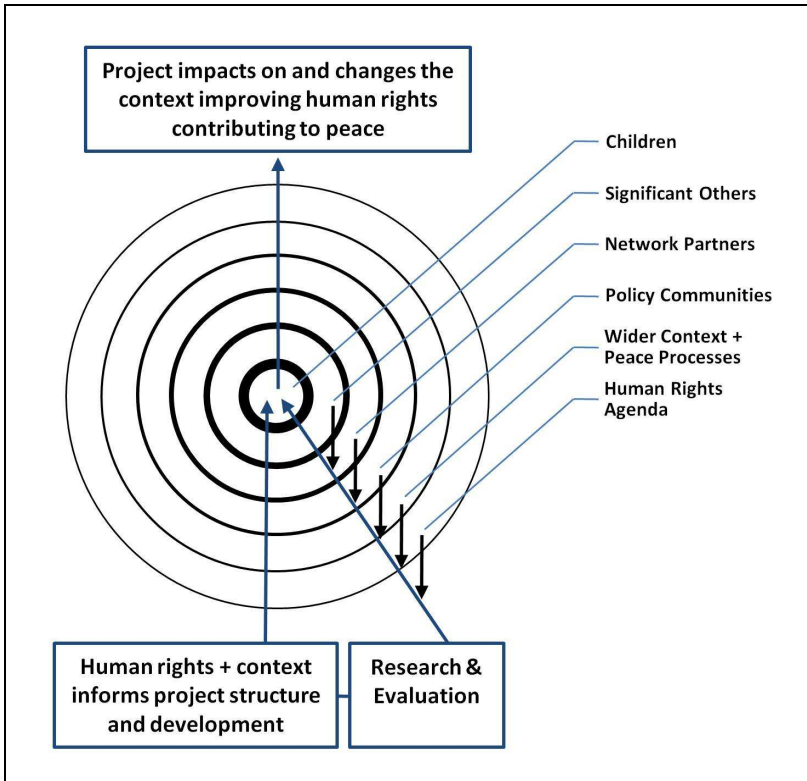 Project impacts on and changes the
context improving human rights
contributing to peace
Children
Significant Others
Network Partners
Policy Communities
Wider Context +
Peace Processes
Human Rights
Agenda
Human rights + context
informs project structure
and development
Research &
Evaluation